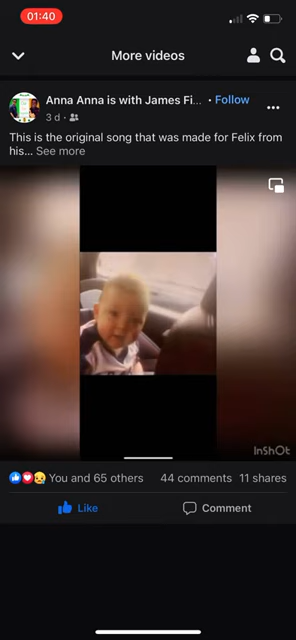 01:40
More videos
Anna Anna is with James Fi... · Follow
3 d ·
This is the original song that was made for Felix from
his... See more
InShOt
You and 65 others 44 comments 11 shares
Like Comment